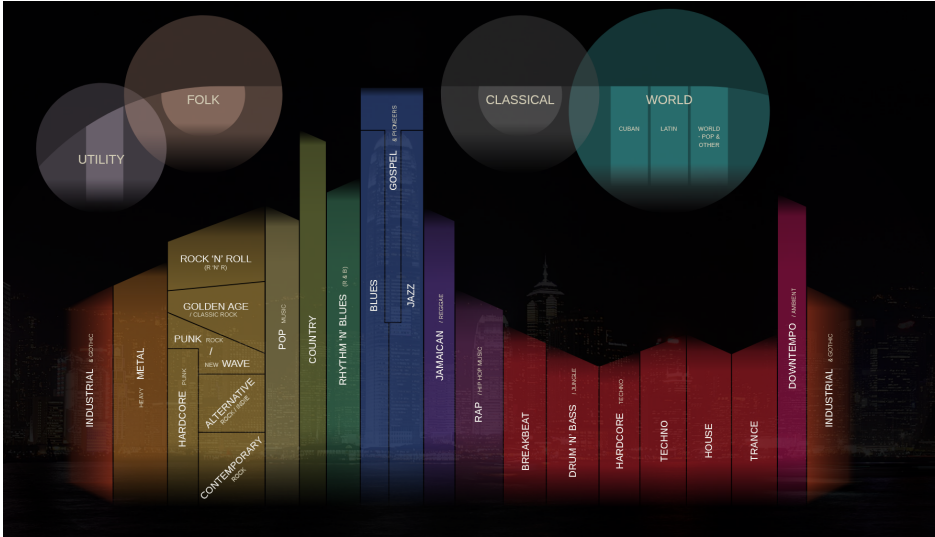 FOLK
UTILITY
CLASSICAL
WORLD
CUBAN
LATIN
WORLD
- POP &
OTHER
INDUSTRIAL & GOTHIC
HEAVY METAL
ROCK 'N' ROLL
(R 'N' R)
GOLDEN AGE
/ CLASSIC ROCK
PUNK ROCK
/
NEW WAVE
HARDCORE PUNK
ALTERNATIVE
ROCK / INDIE
CONTEMPORARY
ROCK
POP MUSIC
COUNTRY
RHYTHM 'N' BLUES (R & B)
BLUES
GOSPEL & PIONEERS
JAZZ
JAMAICAN / REGGAE
RAP / HIP HOP MUSIC
BREAKBEAT
DRUM 'N' BASS / JUNGLE
HARDCORE TECHNO
TECHNO
HOUSE
TRANCE
DOWNTEMPO / AMBIENT
INDUSTRIAL & GOTHIC